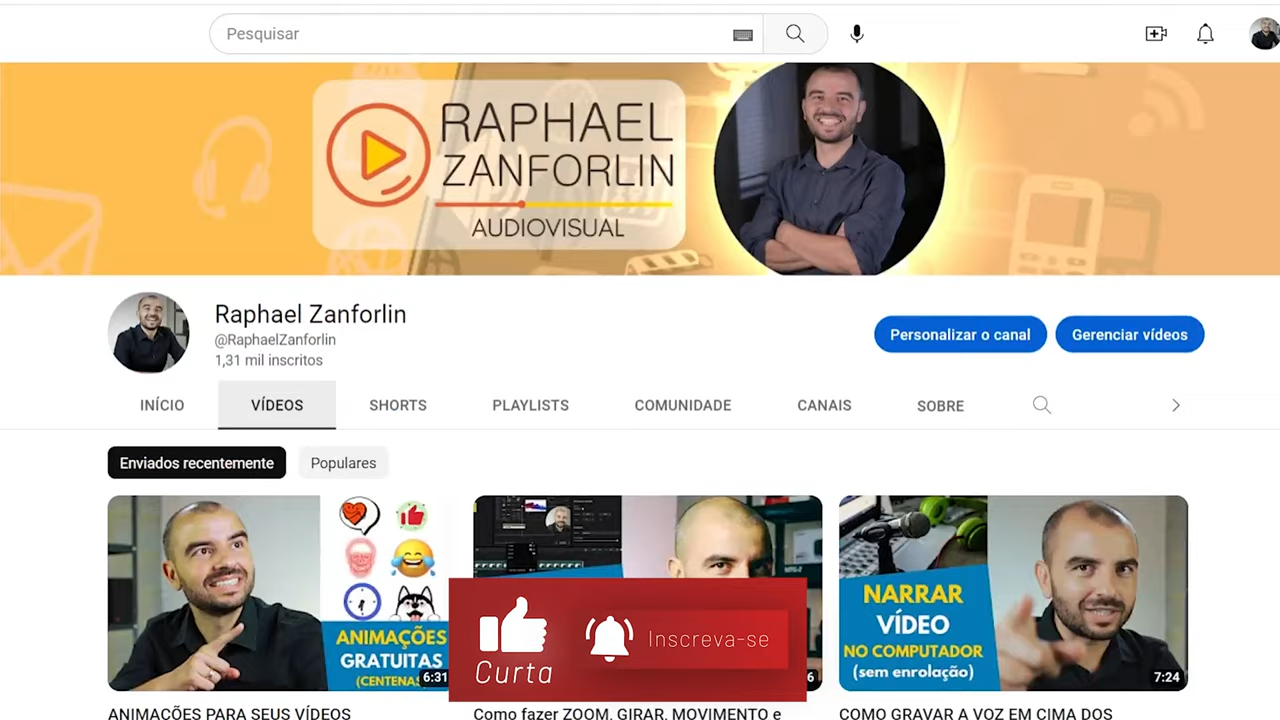 Pesquisar
RAPHAEL
ZANFORLIN
AUDIOVISUAL
Raphael Zanforlin
@RaphaelZanforlin
1,31 mil inscritos
Personalizar o canal
Gerenciar vídeos
INÍCIO
VÍDEOS
SHORTS
PLAYLISTS
COMUNIDADE
CANAIS
SOBRE
Enviados recentemente
Populares
ANIMAÇÕES
GRATUITAS
6:31
Curta
Inscreva-se
NARRAR
VÍDEO
NO COMPUTADOR
(sem enrolação)
7:24
ANIMAÇÕES PARA SEUS VÍDEOS
Como fazer ZOOM, GIRAR, MOVIMENTO e
COMO GRAVAR A VOZ EM CIMA DOS